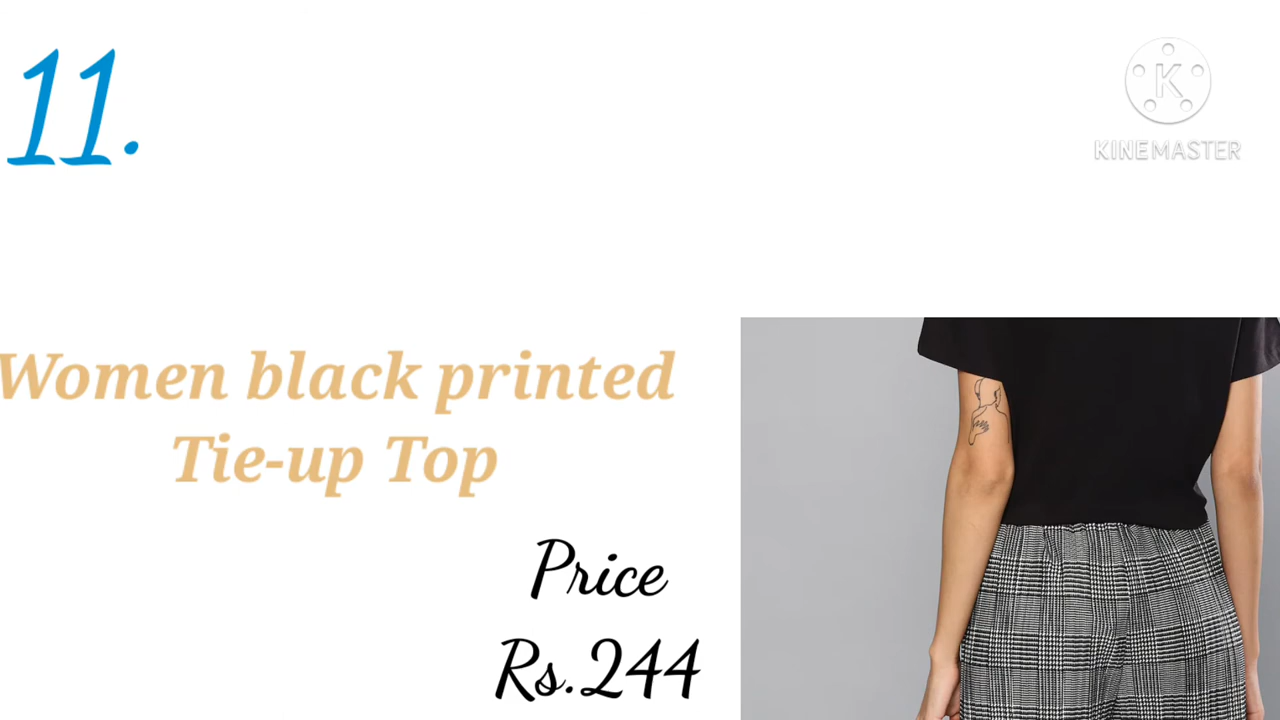 11.
KINEMASTER
Women black printed
Tie-up Top
Price
Rs.244